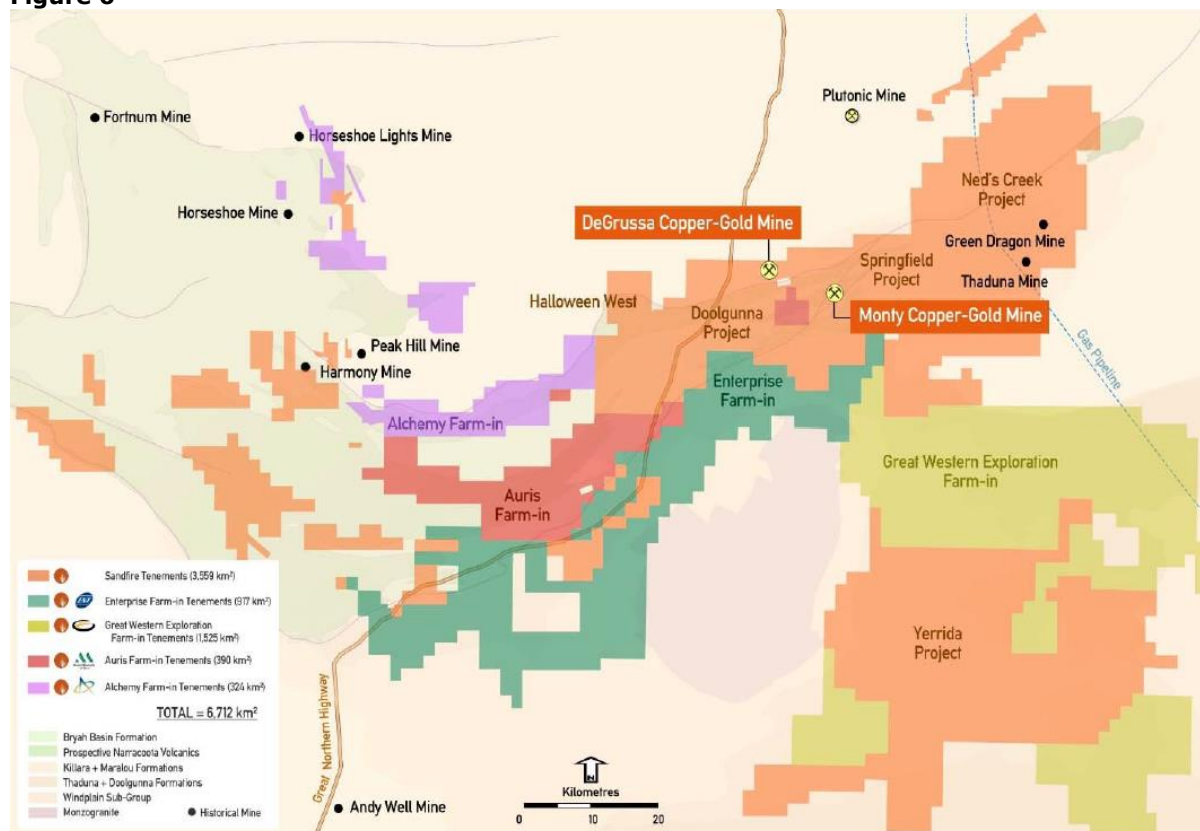 Figure 6
Fortnum Mine
Horseshoe Lights Mine
Horseshoe Mine
Plutonic Mine
Ned's Creek
Project
DeGrussa Copper-Gold Mine
Green Dragon Mine
Springfield
Project
Thaduna Mine
Halloween West
Doolgunna
Project
Monty Copper-Gold Mine
Peak Hill Mine
Harmony Mine
Gas Pipeline
Enterprise
Farm-in
Alchemy Farm-in
Great Western Exploration
Farm-in
Auris
Farm-in
Yerrida
Project
Great Northern Highway
Andy Well Mine
Sandfire Tenements (3,559 km²)
Enterprise Farm-in Tenements (917 km²)
Great Western Exploration
Farm-in Tenements (1,525 km²)
Auris Farm-in Tenements (390 km²)
Alchemy Farm-in Tenements (324 km²)
TOTAL = 6,712 km²
Bryah Basin Formation
Prospective Narracoota Volcanics
Killara + Maralou Formations
Thaduna + Doolgunna Formations
Windplain Sub-Group
Monzogranite
Historical Mine
N
Kilometres
0 10 20